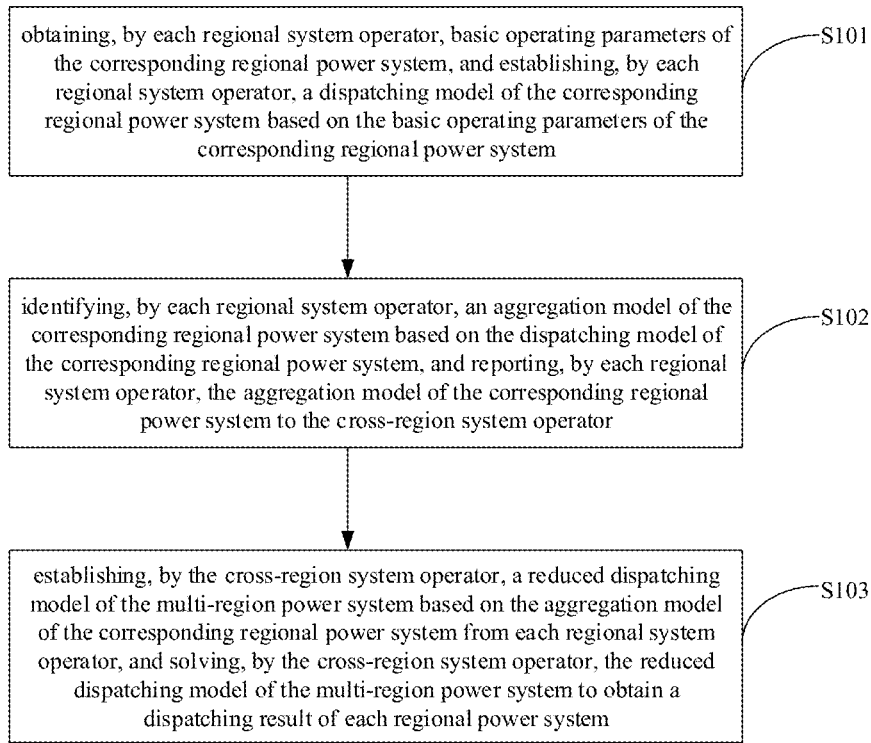 obtaining, by each regional system operator, basic operating parameters of
the corresponding regional power system, and establishing, by each
regional system operator, a dispatching model of the corresponding
regional power system based on the basic operating parameters of the
corresponding regional power system
S101
identifying, by each regional system operator, an aggregation model of the
corresponding regional power system based on the dispatching model of
the corresponding regional power system, and reporting, by each regional
system operator, the aggregation model of the corresponding regional
power system to the cross-region system operator
S102
establishing, by the cross-region system operator, a reduced dispatching
model of the multi-region power system based on the aggregation model
of the corresponding regional power system from each regional system
operator, and solving, by the cross-region system operator, the reduced
dispatching model of the multi-region power system to obtain a
dispatching result of each regional power system
S103